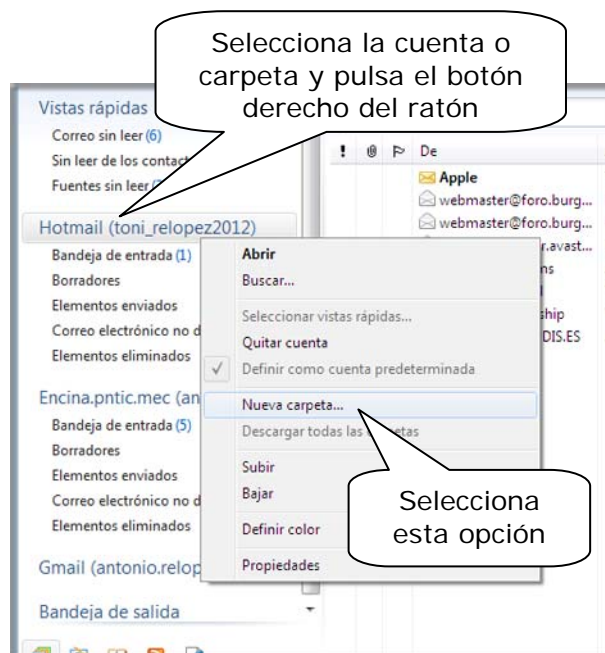 Selecciona la cuenta o
carpeta y pulsa el botón
derecho del ratón
Vistas rápidas
Correo sin leer (6)
Sin leer de los
Fuentes sin leer
! De
Apple
webmaster@foro.burg...
webmaster@foro.burg...
Hotmail (toni_relopez2012)
Bandeja de entrada (1)
Borradores
Elementos enviados
Correo electrónico no d
Elementos eliminados
Abrir
Buscar...
Seleccionar vistas rápidas...
Quitar cuenta
Definir como cuenta predeterminada
Nueva carpeta...
Descargar todas las
Subir
Bajar
Definir color
Propiedades
r.avast...
ns
ship
DIS.ES
Encina.pntic.mec (an
Bandeja de entrada (5)
Borradores
Elementos enviados
Correo electrónico no d
Elementos eliminados
Selecciona
esta opción
Gmail (antonio.relop
Bandeja de salida